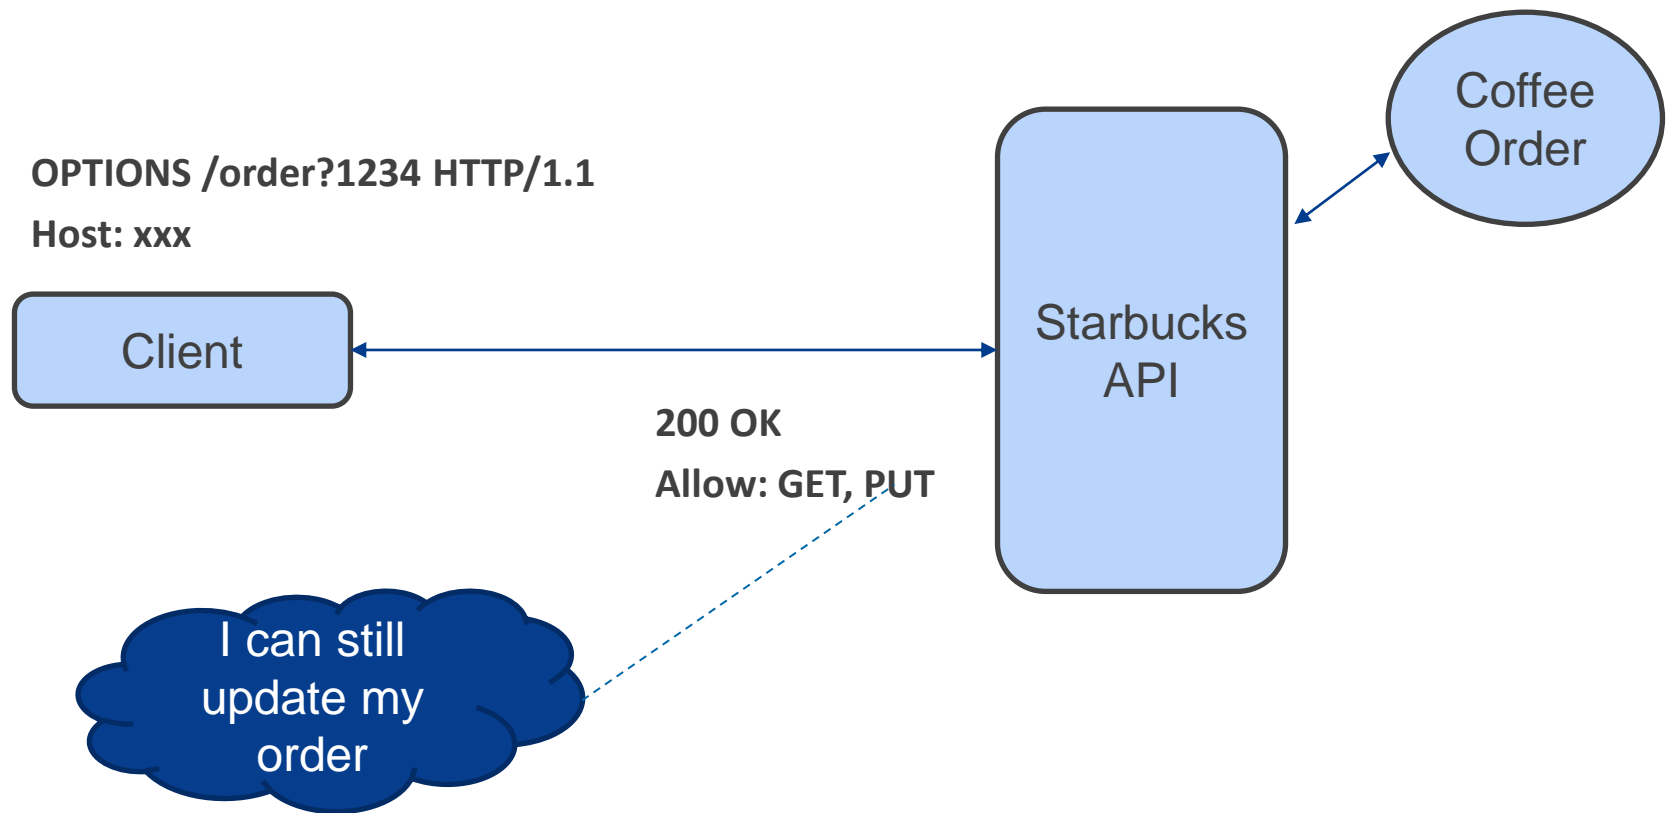 Coffee
Order
OPTIONS /order?1234 HTTP/1.1
Host: xxx
Client
Starbucks
API
200 OK
Allow: GET, PUT
I can still
update my
order